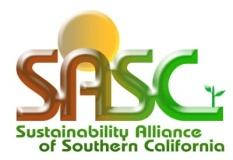 SASC
Sustainability Alliance
of Southern California